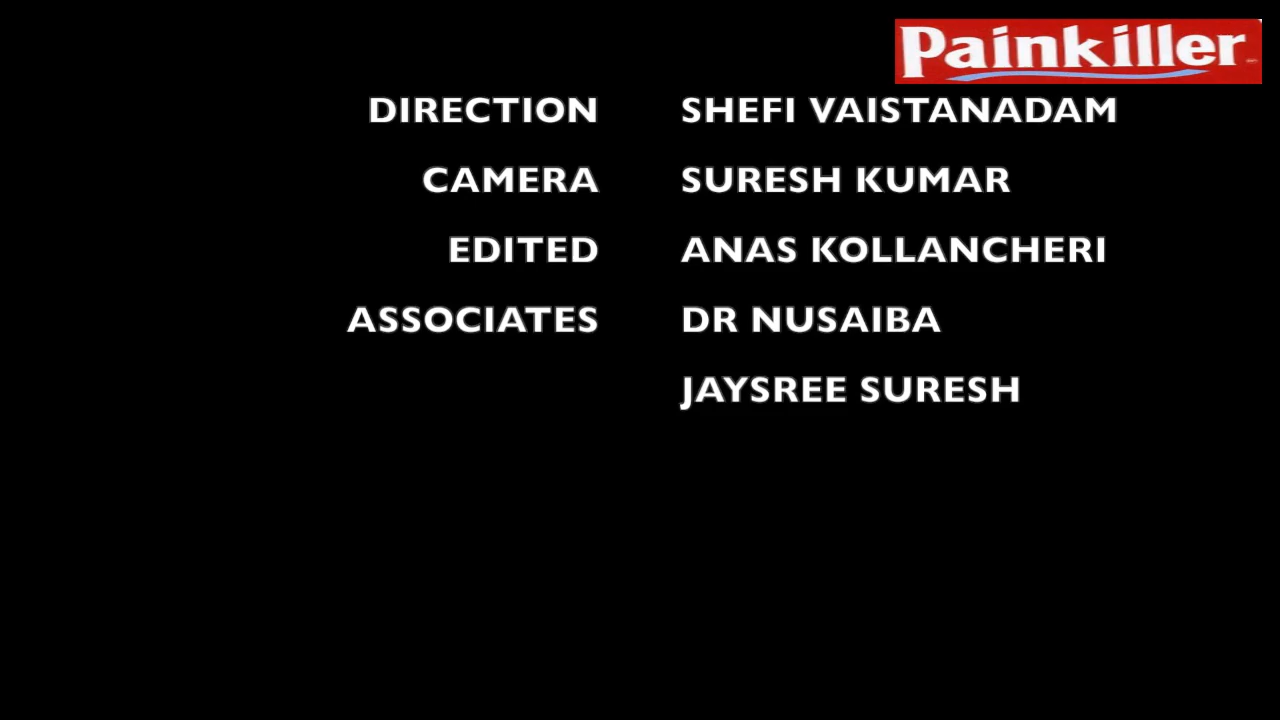 Painkiller
DIRECTION SHEFI VAISTANADAM
CAMERA SURESH KUMAR
EDITED ANAS KOLLANCHERI
ASSOCIATES DR NUSAIBA
JAYSREE SURESH